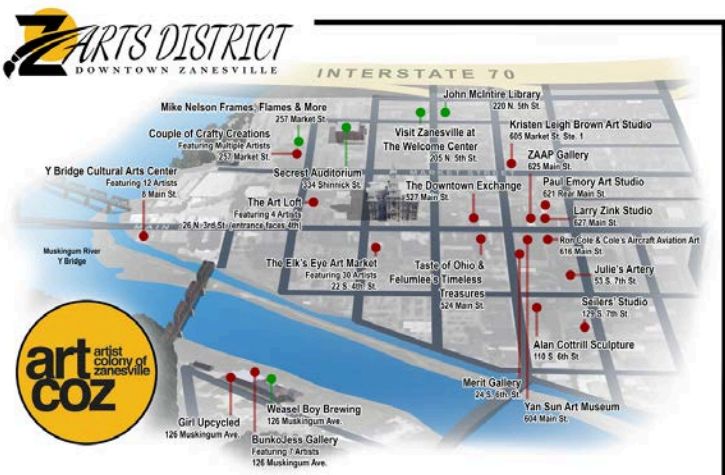 Z ARTS DISTRICT
DOWNTOWN ZANESVILLE
INTERSTATE 70
John McIntire Library
220 N. 5th St.
Mike Nelson Frames, Flames & More
257 Market St.
Visit Zanesville at
The Welcome Center
205 N. 5th St.
Kristen Leigh Brown Art Studio
605 Market St. Ste. 1
Couple of Crafty Creations
Featuring Multiple Artists
257 Market St.
Secrest Auditorium
334 Shinnick St.
ZAAP Gallery
625 Main St.
MARKET STREET
Y Bridge Cultural Arts Center
Featuring 12 Artists
8 Main St.
Paul Emory Art Studio
621 Rear Main St.
The Downtown Exchange
527 Main St.
The Art Loft
Featuring 4 Artists
26 N. 3rd St. (entrance faces 4th)
Larry Zink Studio
627 Main St.
MAIN
Muskingum River
Y Bridge
Ron Cole & Cole's Aircraft Aviation Art
616 Main St.
The Elk's Eye Art Market
Featuring 30 Artists
22 S. 4th. St.
Taste of Ohio &
Felumlee's Timeless
Treasures
524 Main St.
Julie's Artery
53 S. 7th St.
Seilers' Studio
129 S. 7th St.
Alan Cottrill Sculpture
110 S. 6th St.
art
coz
artist
colony of
zanesville
Merit Gallery
24 S. 6th. St.
Yan Sun Art Museum
604 Main St.
Weasel Boy Brewing
126 Muskingum Ave.
Girl Upcycled
126 Muskingum Ave.
BunkoJess Gallery
Featuring 7 Artists
126 Muskingum Ave.